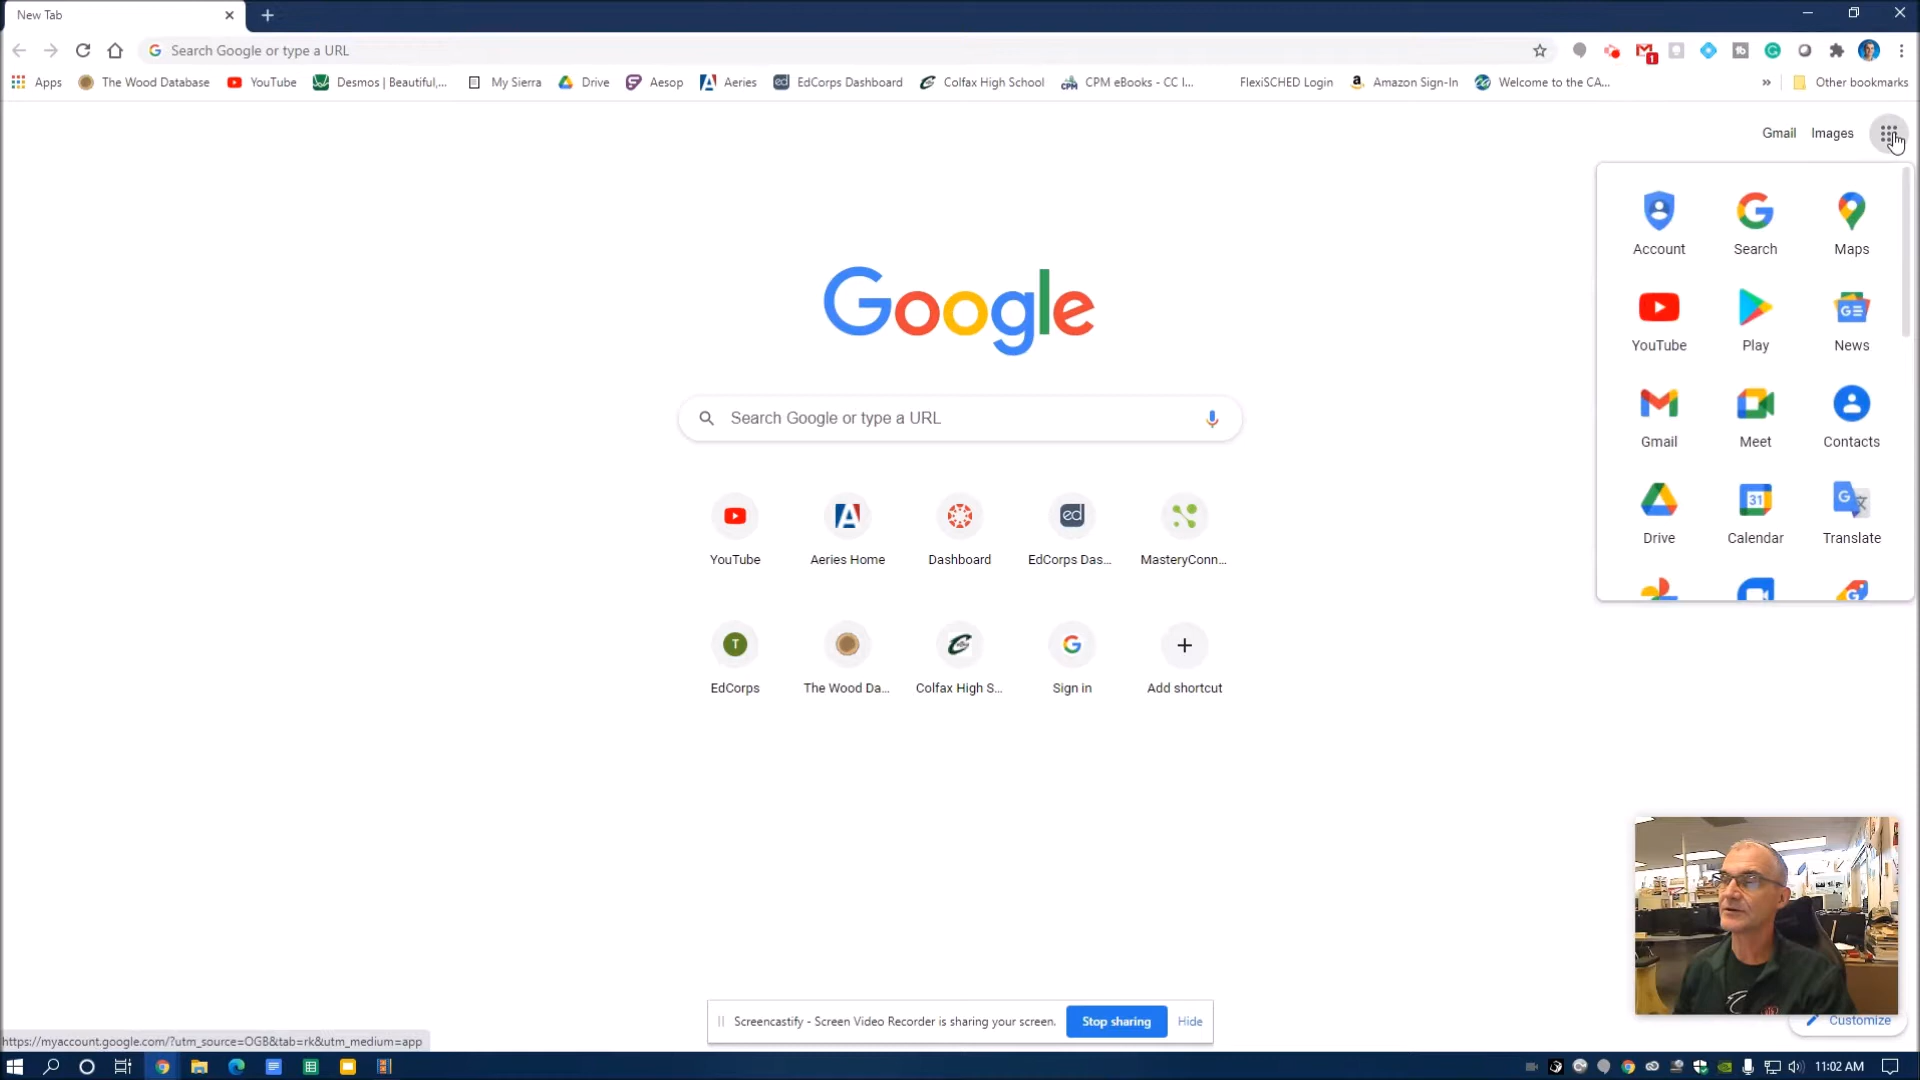 New Tab
Search Google or type a URL
1
Apps The Wood Database YouTube Desmos | Beautiful,... My Sierra Drive Aesop Aeries EdCorps Dashboard Colfax High School CPM eBooks - CC I... FlexiSCHED Login Amazon Sign-In Welcome to the CA... » Other bookmarks
Gmail Images
Account Search Maps
YouTube Play News
Gmail Meet Contacts
Drive Calendar Translate
Google
Search Google or type a URL
YouTube Aeries Home Dashboard EdCorps Das... MasteryConn...
EdCorps The Wood Da... Colfax High S... Sign in Add shortcut
Screencastify - Screen Video Recorder is sharing your screen. Stop sharing Hide
Customize
https://myaccount.google.com/?utm_source=OGB&tab=rk&utm_medium=app
11:02 AM